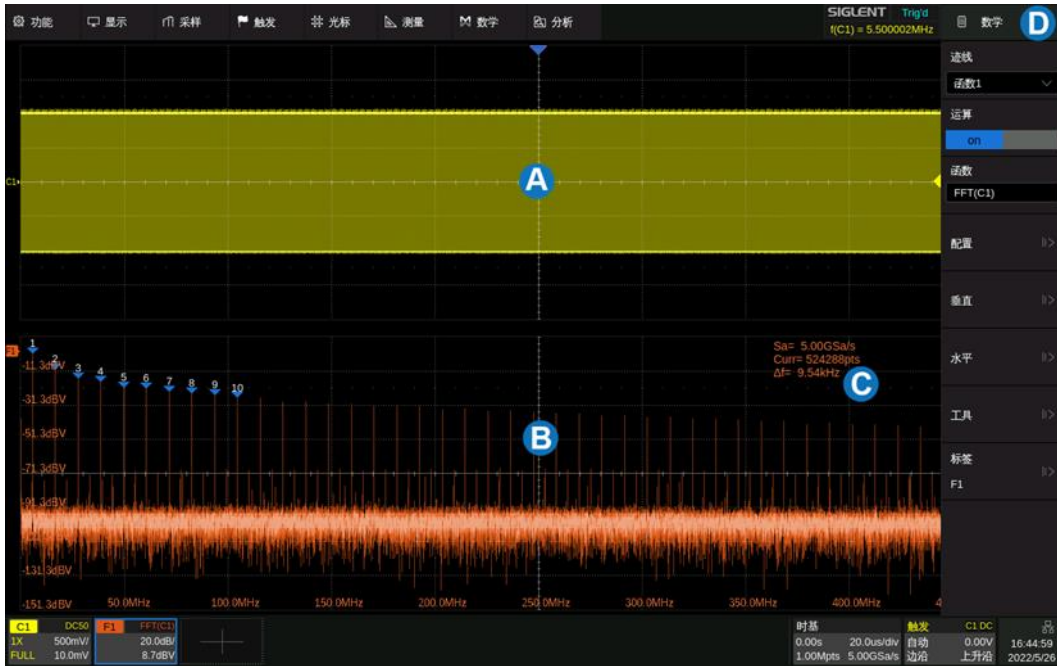 功能 显示 采样 触发 光标 测量 数学 分析
SIGLENT Trig'd
f(C1) = 5.500002MHz
数学
D
迹线
函数1
运算
on
函数
FFT(C1)
配置
垂直
水平
工具
标签
F1
C1
A
F1
1 2 3 4 5 6 7 8 9 10
Sa= 5.00GSa/s
Curr= 524288pts
Δf= 9.54kHz
C
B
-11.3dBV
-31.3dBV
-51.3dBV
-71.3dBV
-91.3dBV
-131.3dBV
-151.3dBV 50.0MHz 100.0MHz 150.0MHz 200.0MHz 250.0MHz 300.0MHz 350.0MHz 400.0MHz 4
C1 DC50
1X 500mV/
FULL 10.0mV
F1 FFT(C1)
20.0dB/
8.7dBV
时基
0.00s 20.0us/div
1.00Mpts 5.00GSa/s
触发 C1 DC
自动 0.00V
边沿 上升沿
16:44:59
2022/5/26